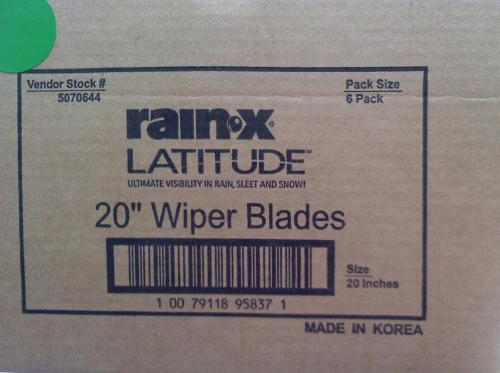 Vendor Stock #
5070644
Pack Size
6 Pack
rain-x®
LATITUDE™
ULTIMATE VISIBILITY IN RAIN, SLEET AND SNOW!
20" Wiper Blades
Size
20 Inches
1 00 79118 95837 1
MADE IN KOREA